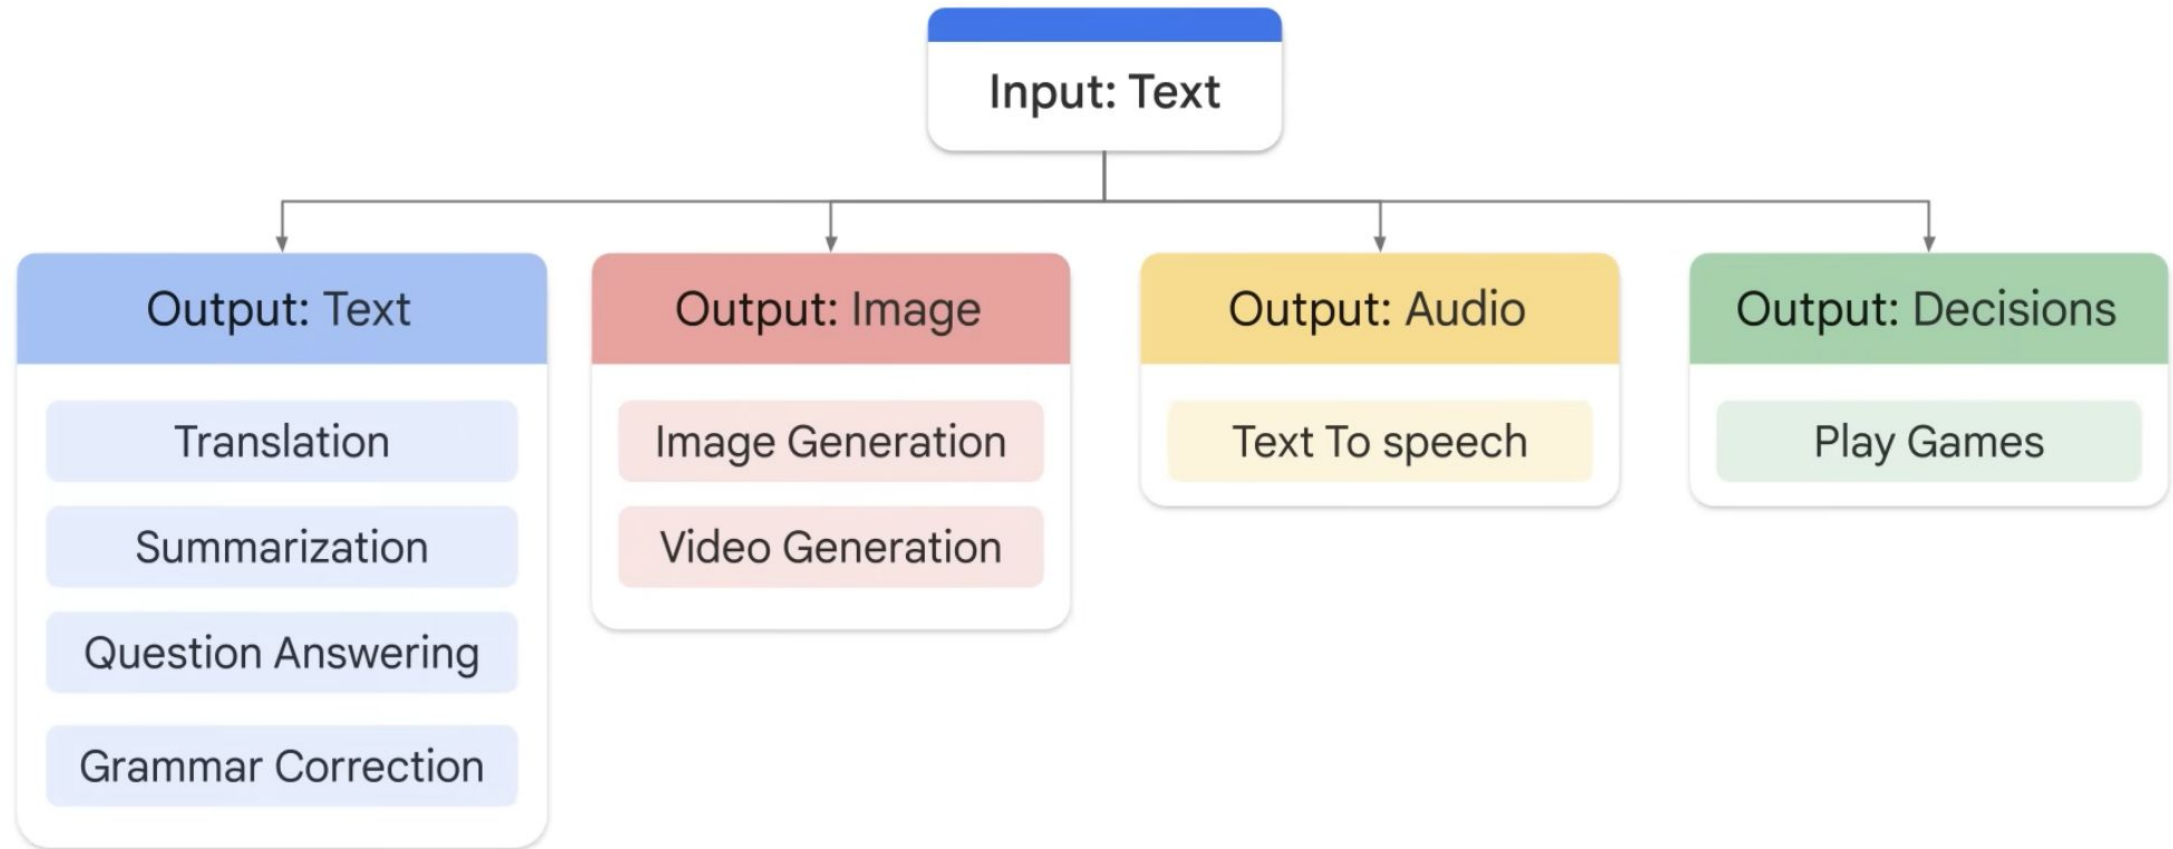 Input: Text
Output: Text
Translation
Summarization
Question Answering
Grammar Correction
Output: Image
Image Generation
Video Generation
Output: Audio
Text To speech
Output: Decisions
Play Games